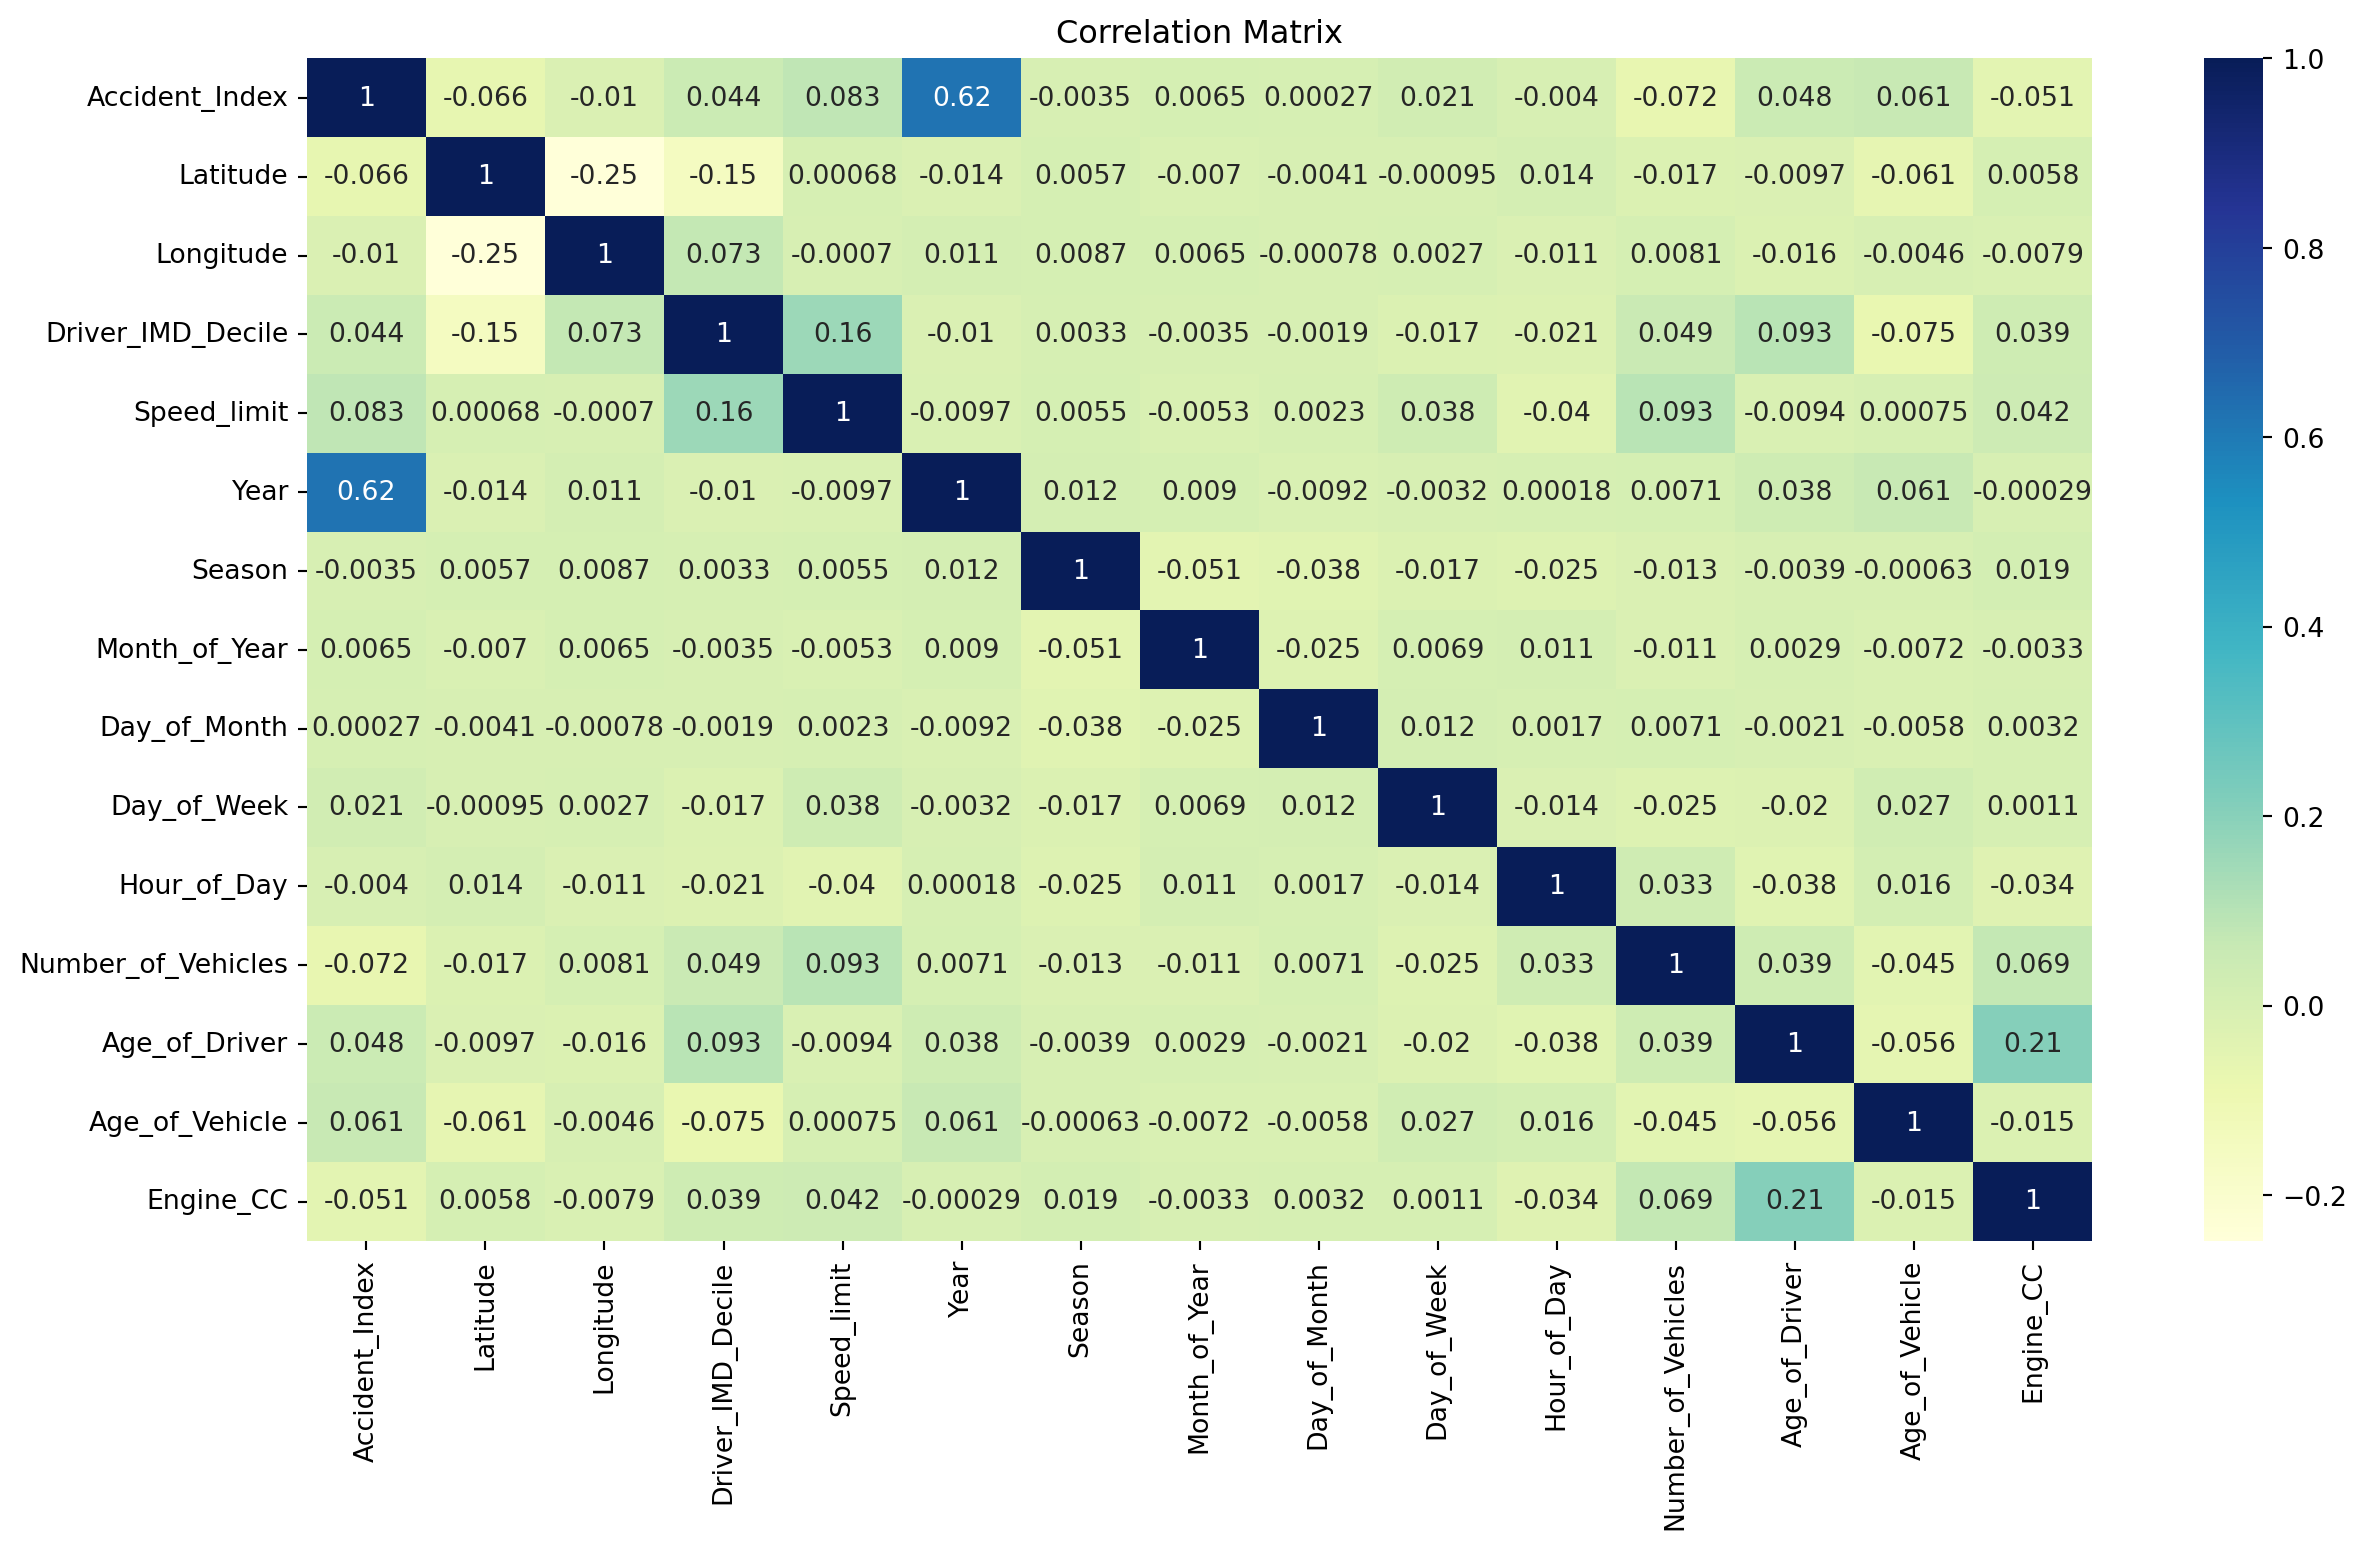 Correlation Matrix
Accident_Index 1 -0.066 -0.01 0.044 0.083 0.62 -0.0035 0.0065 0.00027 0.021 -0.004 -0.072 0.048 0.061 -0.051
Latitude -0.066 1 -0.25 -0.15 0.00068 -0.014 0.0057 -0.007 -0.0041 -0.00095 0.014 -0.017 -0.0097 -0.061 0.0058
Longitude -0.01 -0.25 1 0.073 -0.0007 0.011 0.0087 0.0065 -0.00078 0.0027 -0.011 0.0081 -0.016 -0.0046 -0.0079
Driver_IMD_Decile 0.044 -0.15 0.073 1 0.16 -0.01 0.0033 -0.0035 -0.0019 -0.017 -0.021 0.049 0.093 -0.075 0.039
Speed_limit 0.083 0.00068 -0.0007 0.16 1 -0.0097 0.0055 -0.0053 0.0023 0.038 -0.04 0.093 -0.0094 0.00075 0.042
Year 0.62 -0.014 0.011 -0.01 -0.0097 1 0.012 0.009 -0.0092 -0.0032 0.00018 0.0071 0.038 0.061 -0.00029
Season -0.0035 0.0057 0.0087 0.0033 0.0055 0.012 1 -0.051 -0.038 -0.017 -0.025 -0.013 -0.0039 -0.00063 0.019
Month_of_Year 0.0065 -0.007 0.0065 -0.0035 -0.0053 0.009 -0.051 1 -0.025 0.0069 0.011 -0.011 0.0029 -0.0072 -0.0033
Day_of_Month 0.00027 -0.0041 -0.00078 -0.0019 0.0023 -0.0092 -0.038 -0.025 1 0.012 0.0017 0.0071 -0.0021 -0.0058 0.0032
Day_of_Week 0.021 -0.00095 0.0027 -0.017 0.038 -0.0032 -0.017 0.0069 0.012 1 -0.014 -0.025 -0.02 0.027 0.0011
Hour_of_Day -0.004 0.014 -0.011 -0.021 -0.04 0.00018 -0.025 0.011 0.0017 -0.014 1 0.033 -0.038 0.016 -0.034
Number_of_Vehicles -0.072 -0.017 0.0081 0.049 0.093 0.0071 -0.013 -0.011 0.0071 -0.025 0.033 1 0.039 -0.045 0.069
Age_of_Driver 0.048 -0.0097 -0.016 0.093 -0.0094 0.038 -0.0039 0.0029 -0.0021 -0.02 -0.038 0.039 1 -0.056 0.21
Age_of_Vehicle 0.061 -0.061 -0.0046 -0.075 0.00075 0.061 -0.00063 -0.0072 -0.0058 0.027 0.016 -0.045 -0.056 1 -0.015
Engine_CC -0.051 0.0058 -0.0079 0.039 0.042 -0.00029 0.019 -0.0033 0.0032 0.0011 -0.034 0.069 0.21 -0.015 1
Accident_Index Latitude Longitude Driver_IMD_Decile Speed_limit Year Season Month_of_Year Day_of_Month Day_of_Week Hour_of_Day Number_of_Vehicles Age_of_Driver Age_of_Vehicle Engine_CC
1.0
0.8
0.6
0.4
0.2
0.0
−0.2